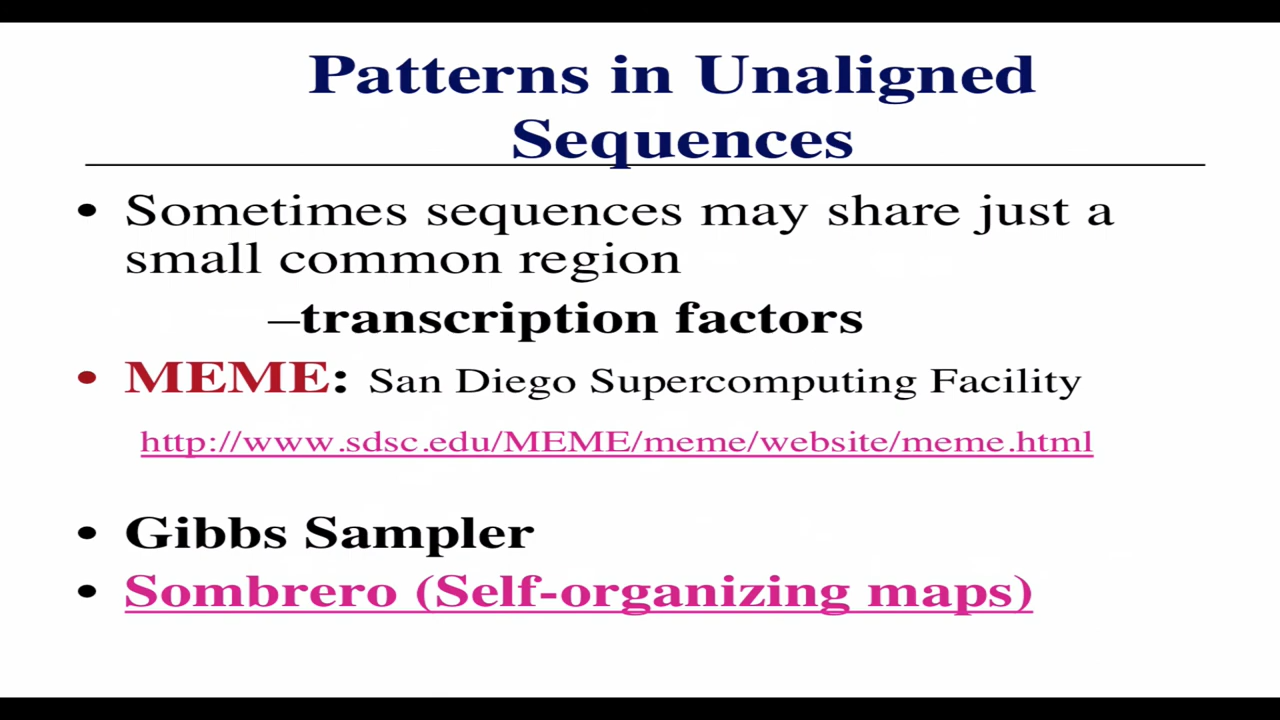 Patterns in Unaligned
Sequences
• Sometimes sequences may share just a
small common region
–transcription factors
• MEME: San Diego Supercomputing Facility
http://www.sdsc.edu/MEME/meme/website/meme.html
• Gibbs Sampler
• Sombrero (Self-organizing maps)